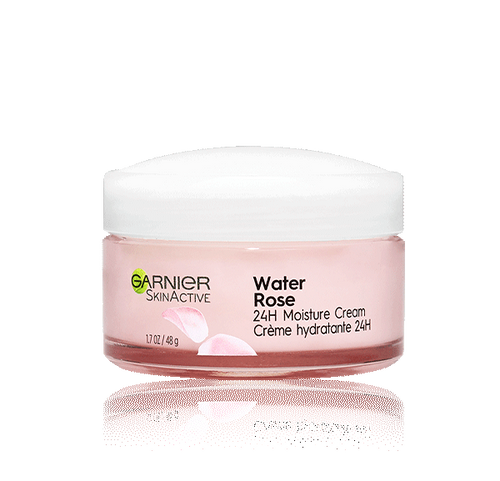 GARNIER
SKINACTIVE
1.7 OZ / 48 g
Water
Rose
24H Moisture Cream
Crème hydratante 24H